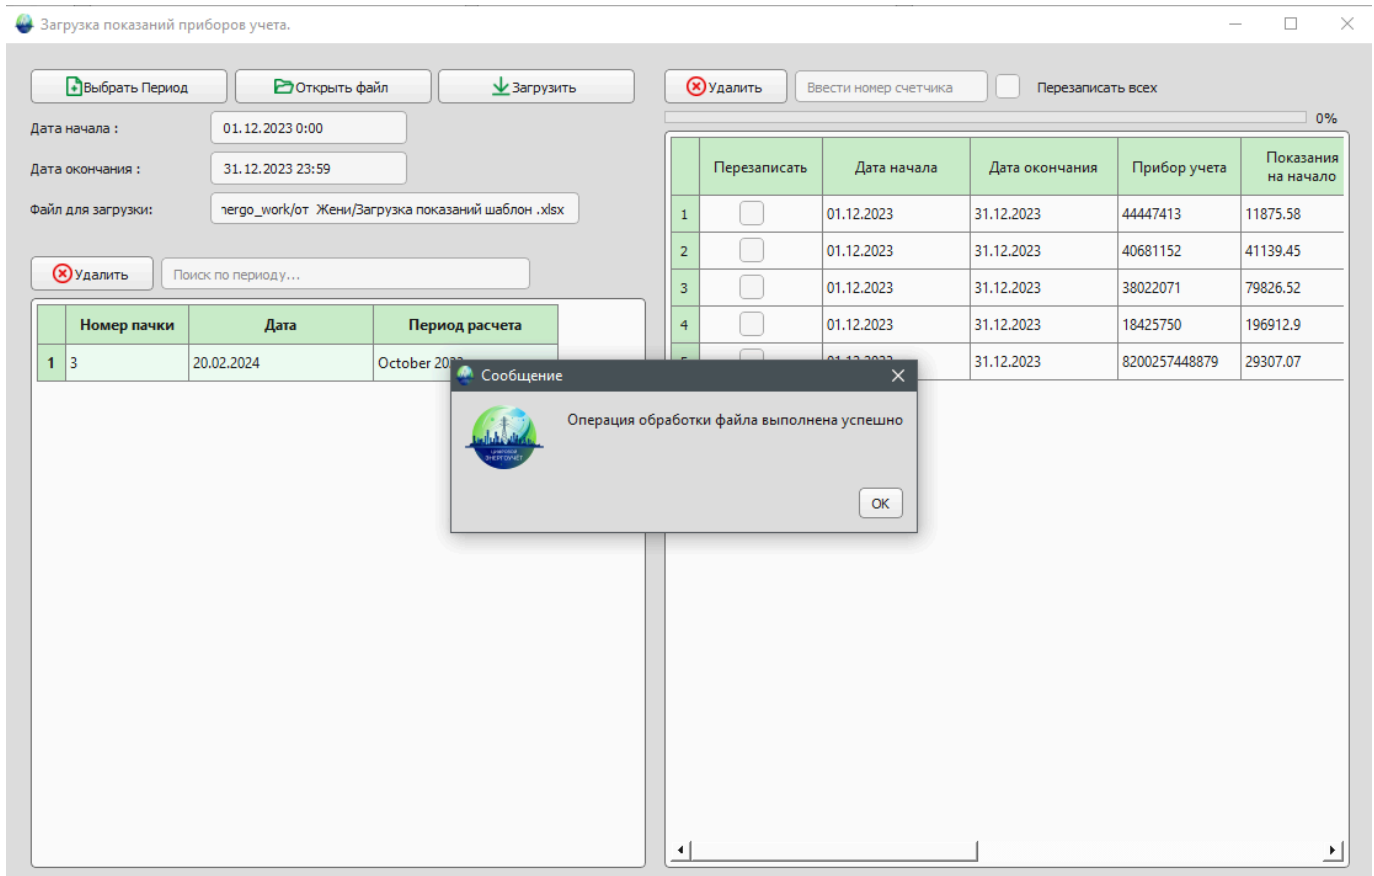 Загрузка показаний приборов учета.
Выбрать Период
Открыть файл
Загрузить
Дата начала :
01.12.2023 0:00
Дата окончания :
31.12.2023 23:59
Файл для загрузки:
nergo_work/от Жени/Загрузка показаний шаблон .xlsx
Удалить
Поиск по периоду...
Номер пачки Дата Период расчета
1 3 20.02.2024 October
Удалить
Ввести номер счетчика
Перезаписать всех
0%
Перезаписать Дата начала Дата окончания Прибор учета Показания
на начало
1 01.12.2023 31.12.2023 44447413 11875.58
2 01.12.2023 31.12.2023 40681152 41139.45
3 01.12.2023 31.12.2023 38022071 79826.52
4 01.12.2023 31.12.2023 18425750 196912.9
31.12.2023 8200257448879 29307.07
Сообщение
Операция обработки файла выполнена успешно
ЦИФРОВОЙ
ЭНЕРГОУЧЁТ
OK